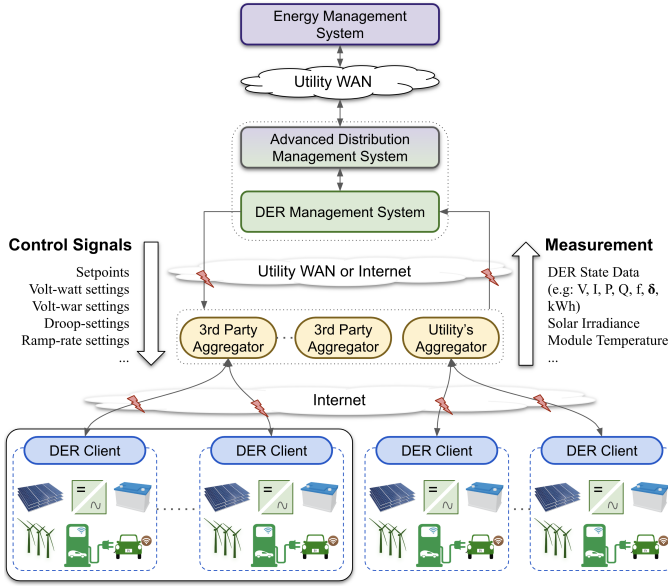 Energy Management
System
Utility WAN
Advanced Distribution
Management System
DER Management System
Control Signals
Setpoints
Volt-watt settings
Volt-war settings
Droop-settings
Ramp-rate settings
...
Measurement
DER State Data
(e.g: V, I, P, Q, f, δ,
kWh)
Solar Irradiance
Module Temperature
...
Utility WAN or Internet
3rd Party
Aggregator
3rd Party
Aggregator
Utility's
Aggregator
Internet
DER Client
DER Client
DER Client
DER Client